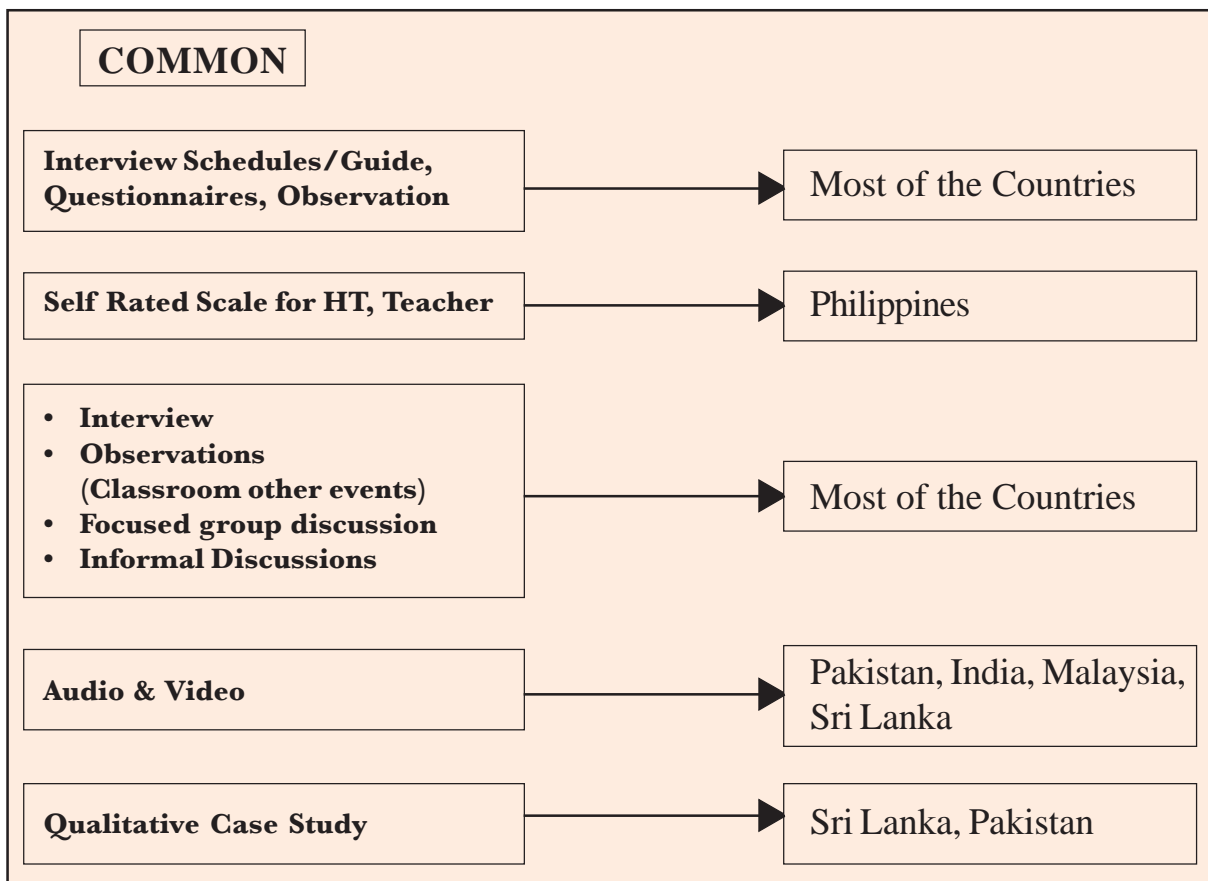 COMMON
Interview Schedules/Guide,
Questionnaires, Observation
Most of the Countries
Self Rated Scale for HT, Teacher
Philippines
• Interview
• Observations
(Classroom other events)
• Focused group discussion
• Informal Discussions
Most of the Countries
Audio & Video
Pakistan, India, Malaysia,
Sri Lanka
Qualitative Case Study
Sri Lanka, Pakistan